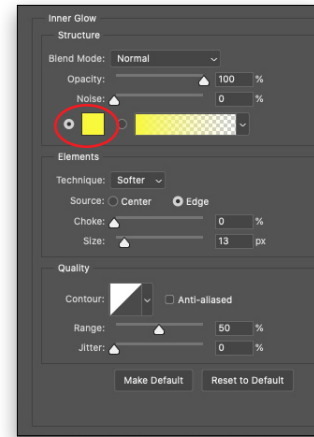 Inner Glow
Structure
Blend Mode: Normal
Opacity: 100 %
Noise: 0 %
Elements
Technique: Softer
Source: Center Edge
Choke: 0 %
Size: 13 px
Quality
Contour: Anti-aliased
Range: 50 %
Jitter: 0 %
Make Default Reset to Default